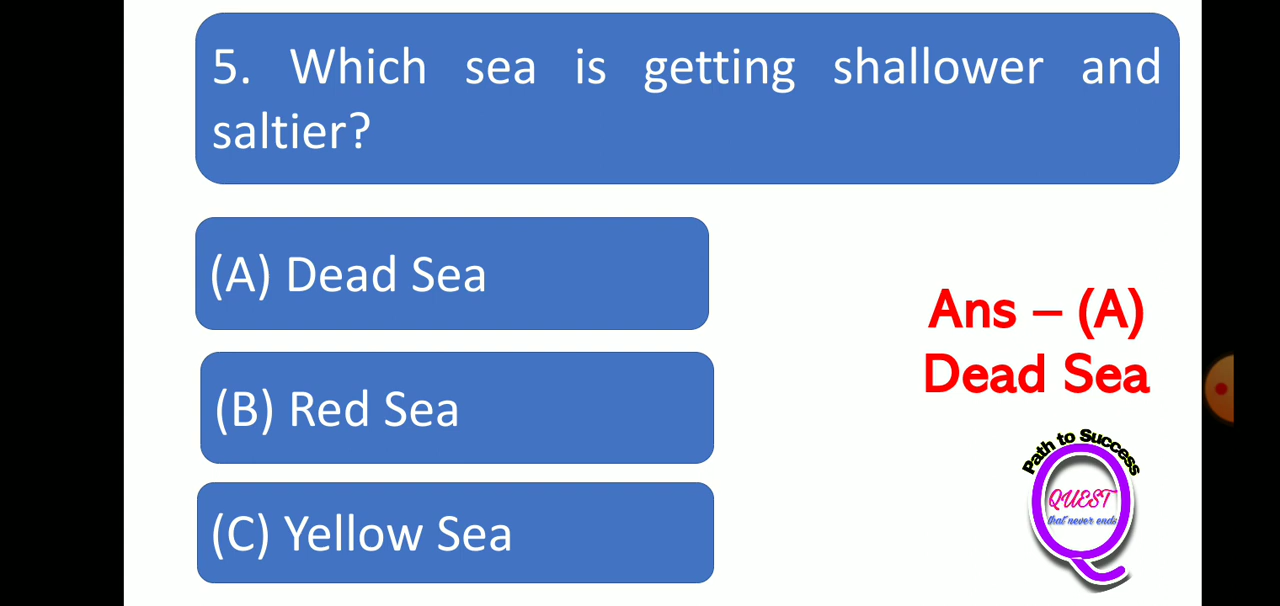 5. Which sea is getting shallower and
saltier?
(A) Dead Sea
(B) Red Sea
(C) Yellow Sea
Ans – (A)
Dead Sea
Path to Success
QUEST
that never ends